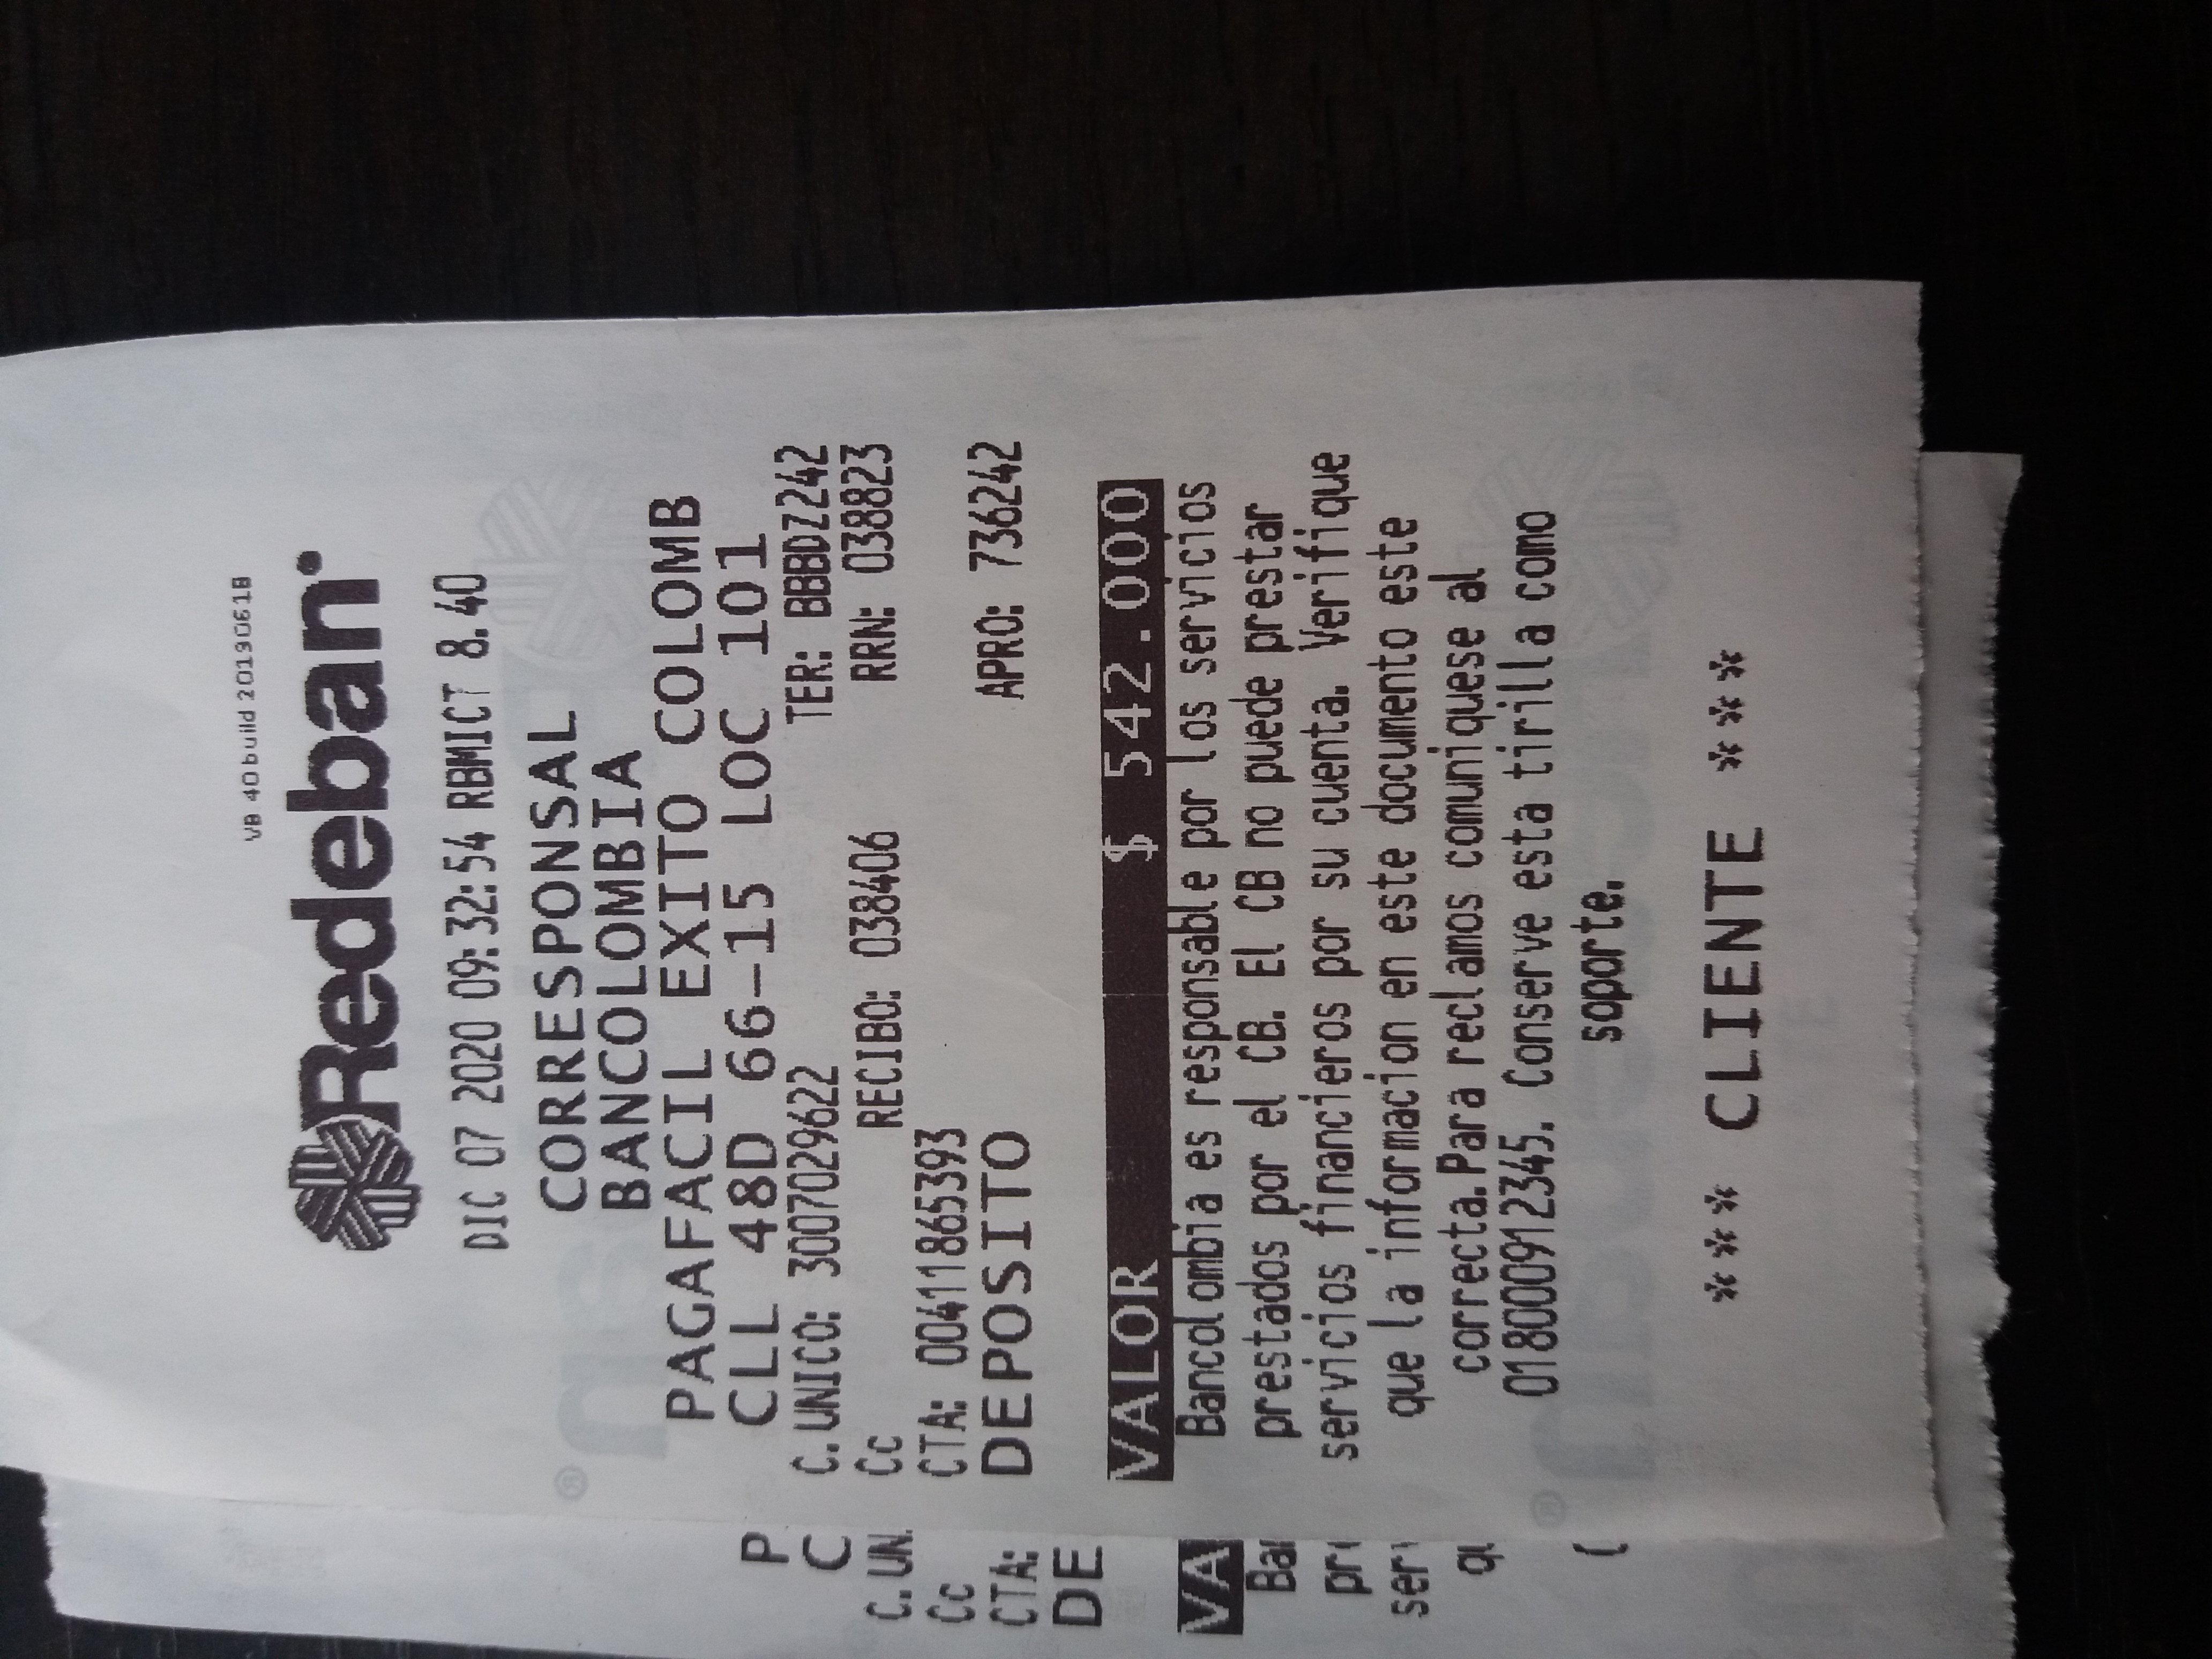 VB 40 build 20190618
Redeban
DIC 07 2020 09:32:54 RBMICT 8.40
CORRESPONSAL
BANCOLOMBIA
PAGAFACIL EXITO COLOMB
CLL 48D 66-15 LOC 101
C. UNICO: 3007029622 TER: BBBDZ242
Cc RECIBO: 038406 RRN: 038823
CTA: 00411865393
DEPOSITO APRO: 736242
VALOR $ 542.000
Bancolombia es responsable por los servicios
prestados por el CB. El CB no puede prestar
servicios financieros por su cuenta. Verifique
que la informacion en este documento este
correcta. Para reclamos comuniquese al
018000912345. Conserve esta tirilla como
soporte.
*** CLIENTE ***
P
C
C. UN
Cc
CTA:
DE
VA
Ban
pre
serv
qu